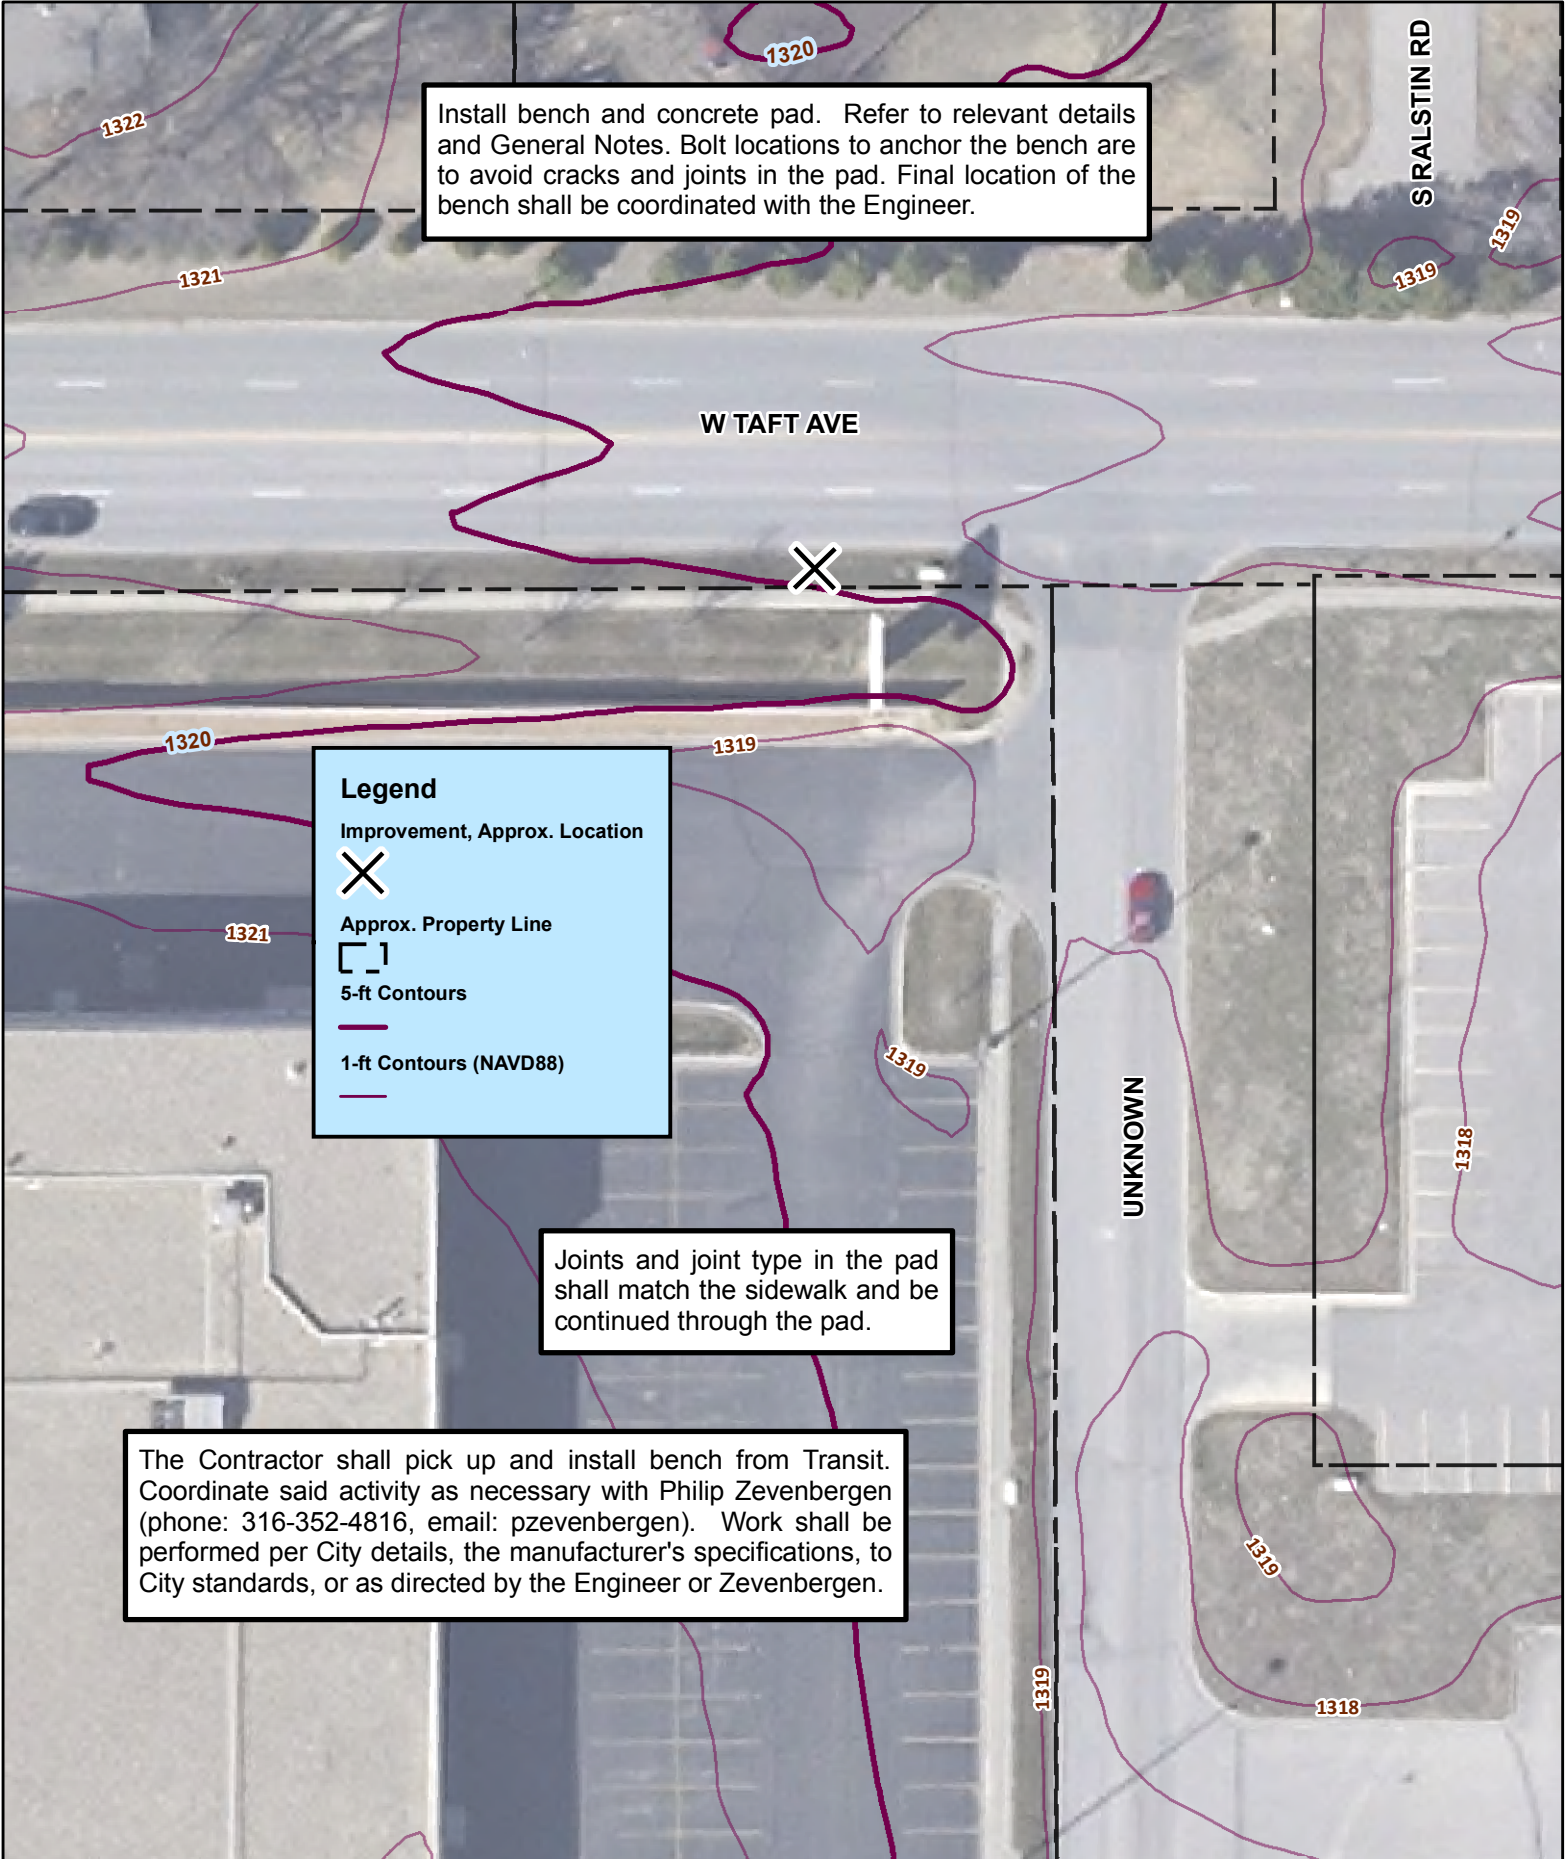 1320
S RALSTIN RD
Install bench and concrete pad. Refer to relevant details
and General Notes. Bolt locations to anchor the bench are
to avoid cracks and joints in the pad. Final location of the
bench shall be coordinated with the Engineer.
1322
1319
1321
1319
W TAFT AVE
1320
1319
Legend
Improvement, Approx. Location
Approx. Property Line
5-ft Contours
1-ft Contours (NAVD88)
1321
1319
UNKNOWN
1318
Joints and joint type in the pad
shall match the sidewalk and be
continued through the pad.
The Contractor shall pick up and install bench from Transit.
Coordinate said activity as necessary with Philip Zevenbergen
(phone: 316-352-4816, email: pzevenbergen). Work shall be
performed per City details, the manufacturer's specifications, to
City standards, or as directed by the Engineer or Zevenbergen.
1319
1319
1318